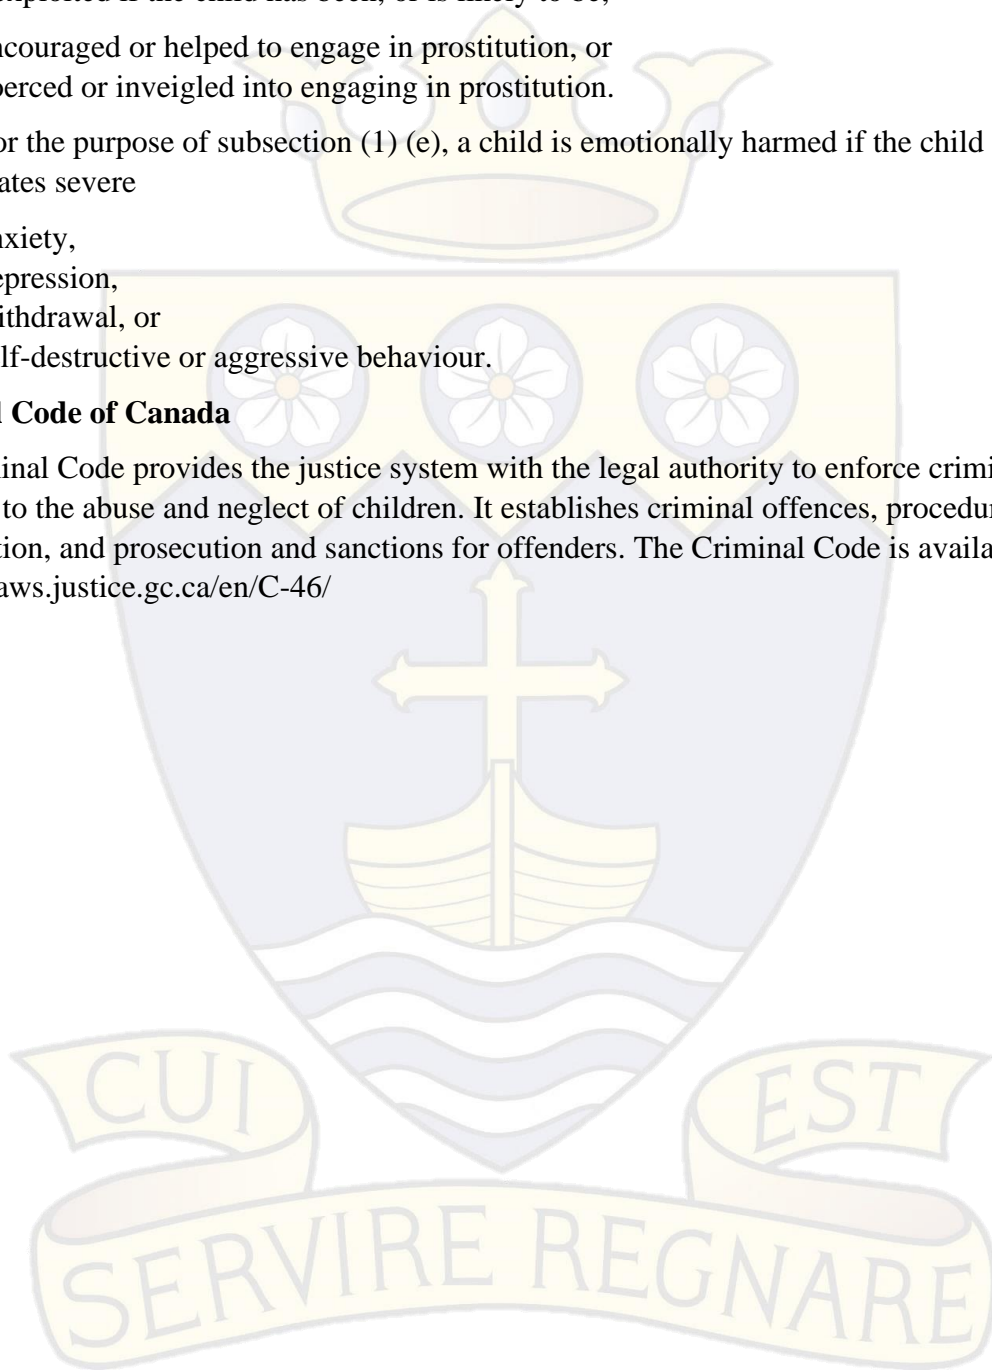 exploited if the child has been, or is likely to be,
ncouraged or helped to engage in prostitution, or
erced or inveigled into engaging in prostitution.
or the purpose of subsection (1) (e), a child is emotionally harmed if the child
ates severe
nxiety,
epression,
ithdrawal, or
lf-destructive or aggressive behaviour.
l Code of Canada
inal Code provides the justice system with the legal authority to enforce crimi
to the abuse and neglect of children. It establishes criminal offences, procedur
tion, and prosecution and sanctions for offenders. The Criminal Code is availa
aws.justice.gc.ca/en/C-46/
CUI EST
SERVIRE REGNARE